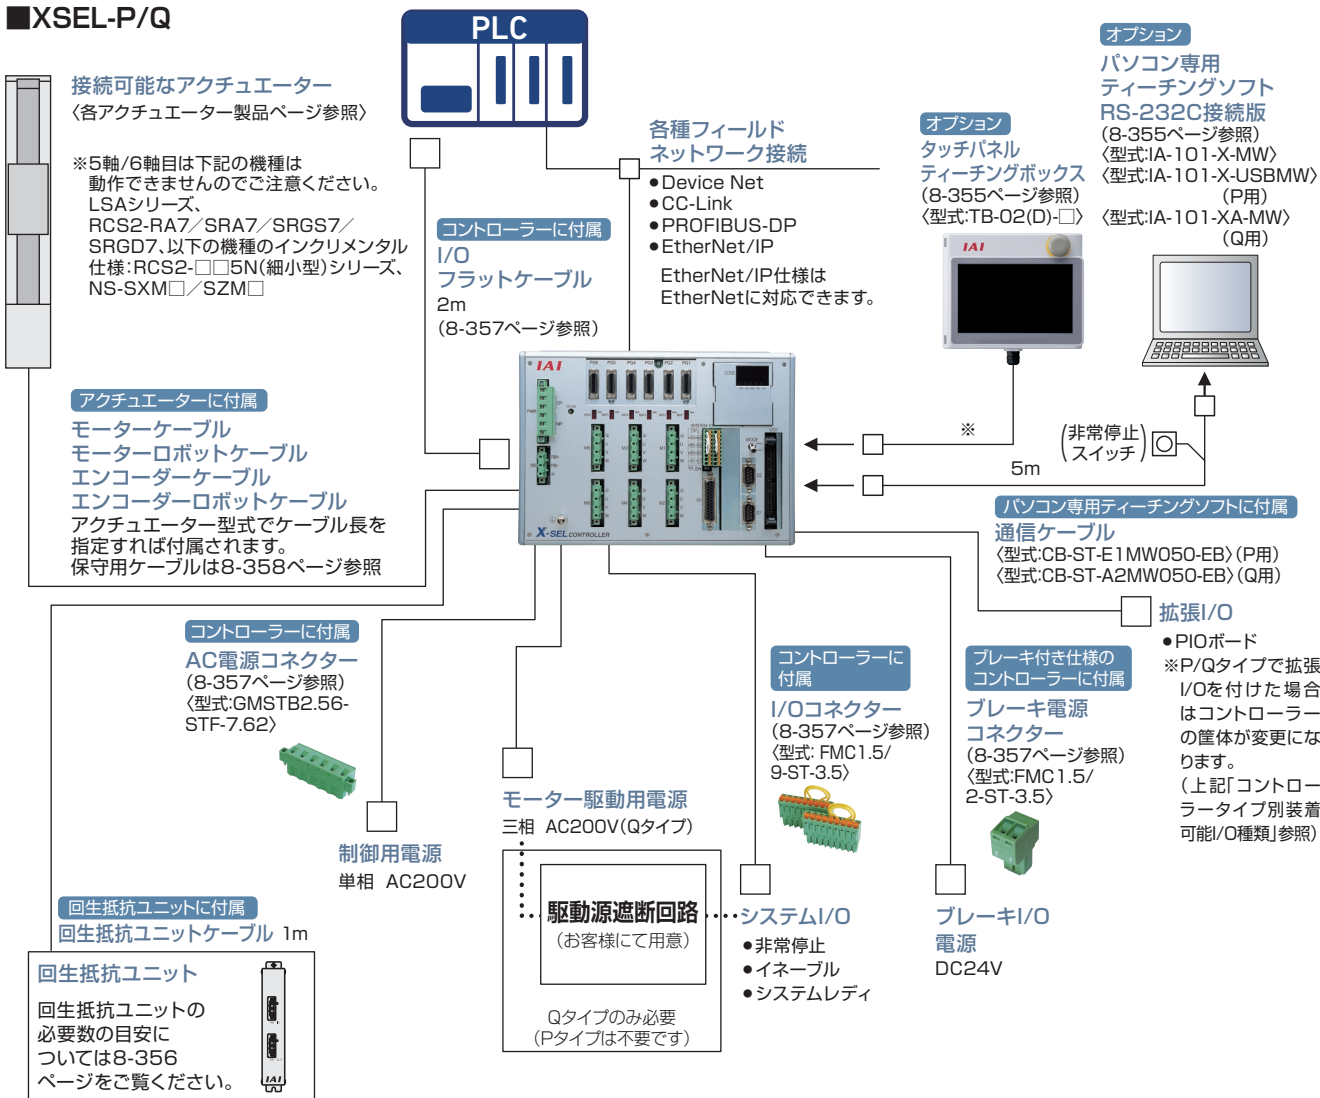 ■XSEL-P/Q
PLC
接続可能なアクチュエーター
〈各アクチュエーター製品ページ参照〉
※5軸/6軸目は下記の機種は
動作できませんのでご注意ください。
LSAシリーズ、
RCS2-RA7／SRA7／SRGS7／
SRGD7、以下の機種のインクリメンタル
仕様:RCS2-□□5N(細小型)シリーズ、
NS-SXM□／SZM□
コントローラーに付属
I/O
フラットケーブル
2m
(8-357ページ参照)
各種フィールド
ネットワーク接続
●Device Net
●CC-Link
●PROFIBUS-DP
●EtherNet/IP
EtherNet/IP仕様は
EtherNetに対応できます。
オプション
タッチパネル
ティーチングボックス
(8-355ページ参照)
〈型式:TB-02(D)-□〉
オプション
パソコン専用
ティーチングソフト
RS-232C接続版
(8-355ページ参照)
〈型式:IA-101-X-MW〉
〈型式:IA-101-X-USBMW〉
(P用)
〈型式:IA-101-XA-MW〉
(Q用)
IAI
IAI
PG6 PG5 PG4 PG3 PG2 PG1
CODE
MODE
X-SEL CONTROLLER
※
5m
(非常停止
スイッチ)
アクチュエーターに付属
モーターケーブル
モーターロボットケーブル
エンコーダーケーブル
エンコーダーロボットケーブル
アクチュエーター型式でケーブル長を
指定すれば付属されます。
保守用ケーブルは8-358ページ参照
パソコン専用ティーチングソフトに付属
通信ケーブル
〈型式:CB-ST-E1MW050-EB〉(P用)
〈型式:CB-ST-A2MW050-EB〉(Q用)
拡張I/O
●PIOボード
※P/Qタイプで拡張
I/Oを付けた場合
はコントローラー
の筐体が変更にな
ります。
(上記「コントロー
ラータイプ別装着
可能I/O種類」参照)
コントローラーに付属
AC電源コネクター
(8-357ページ参照)
〈型式:GMSTB2.56-
STF-7.62〉
制御用電源
単相 AC200V
モーター駆動用電源
三相 AC200V(Qタイプ)
駆動源遮断回路
(お客様にて用意)
Qタイプのみ必要
(Pタイプは不要です)
コントローラーに
付属
I/Oコネクター
(8-357ページ参照)
〈型式: FMC1.5/
9-ST-3.5〉
システムI/O
●非常停止
●イネーブル
●システムレディ
ブレーキ付き仕様の
コントローラーに付属
ブレーキ電源
コネクター
(8-357ページ参照)
〈型式:FMC1.5/
2-ST-3.5〉
ブレーキI/O
電源
DC24V
回生抵抗ユニットに付属
回生抵抗ユニットケーブル 1m
回生抵抗ユニット
回生抵抗ユニットの
必要数の目安に
ついては8-356
ページをご覧ください。
IAI